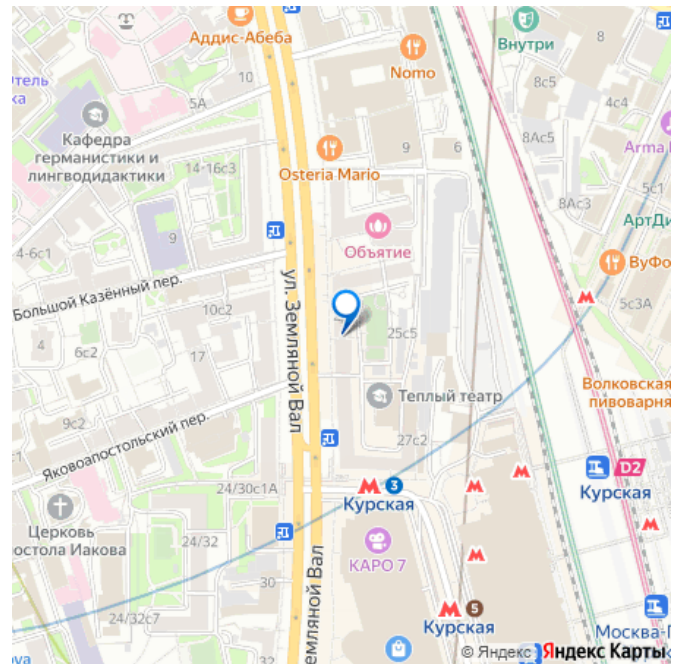 Аддис-Абеба
Внутри
8
Отель
10
Nomo
8с5
5А
4с4
Кафедра
германистики и
лингводидактики
14-16с3
9
6
8Ас5
Arma
Osteria Mario
5с1
8Ас3
АртДи
4-6с1
9
Объятие
ВуФо
Большой Казённый пер.
ул. Земляной Вал
10с2
5с3А
4
6с2
17
25с5
Теплый театр
Волковская
пивоварня
9с2
Яковоапостольский пер.
27с2
с1
24/30с1А
3
Курская
D2
Курская
Церковь
остола Иакова
24/32
КАРО 7
30
Земляной Вал
5
Курская
24/32с7
Москва-П
© Яндекс
Яндекс Карты